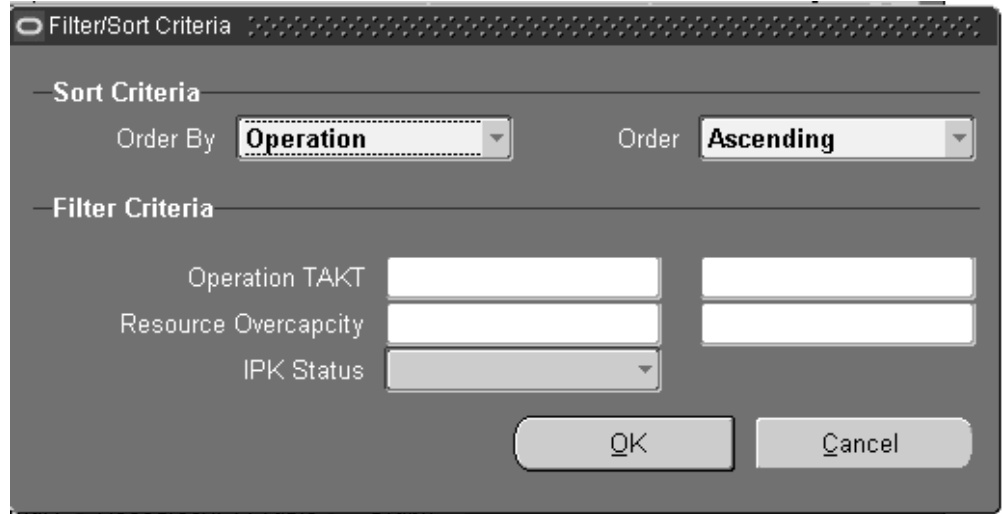 Filter/Sort Criteria
Sort Criteria
Order By Operation Order Ascending
Filter Criteria
Operation TAKT
Resource Overcapcity
IPK Status
OK Cancel